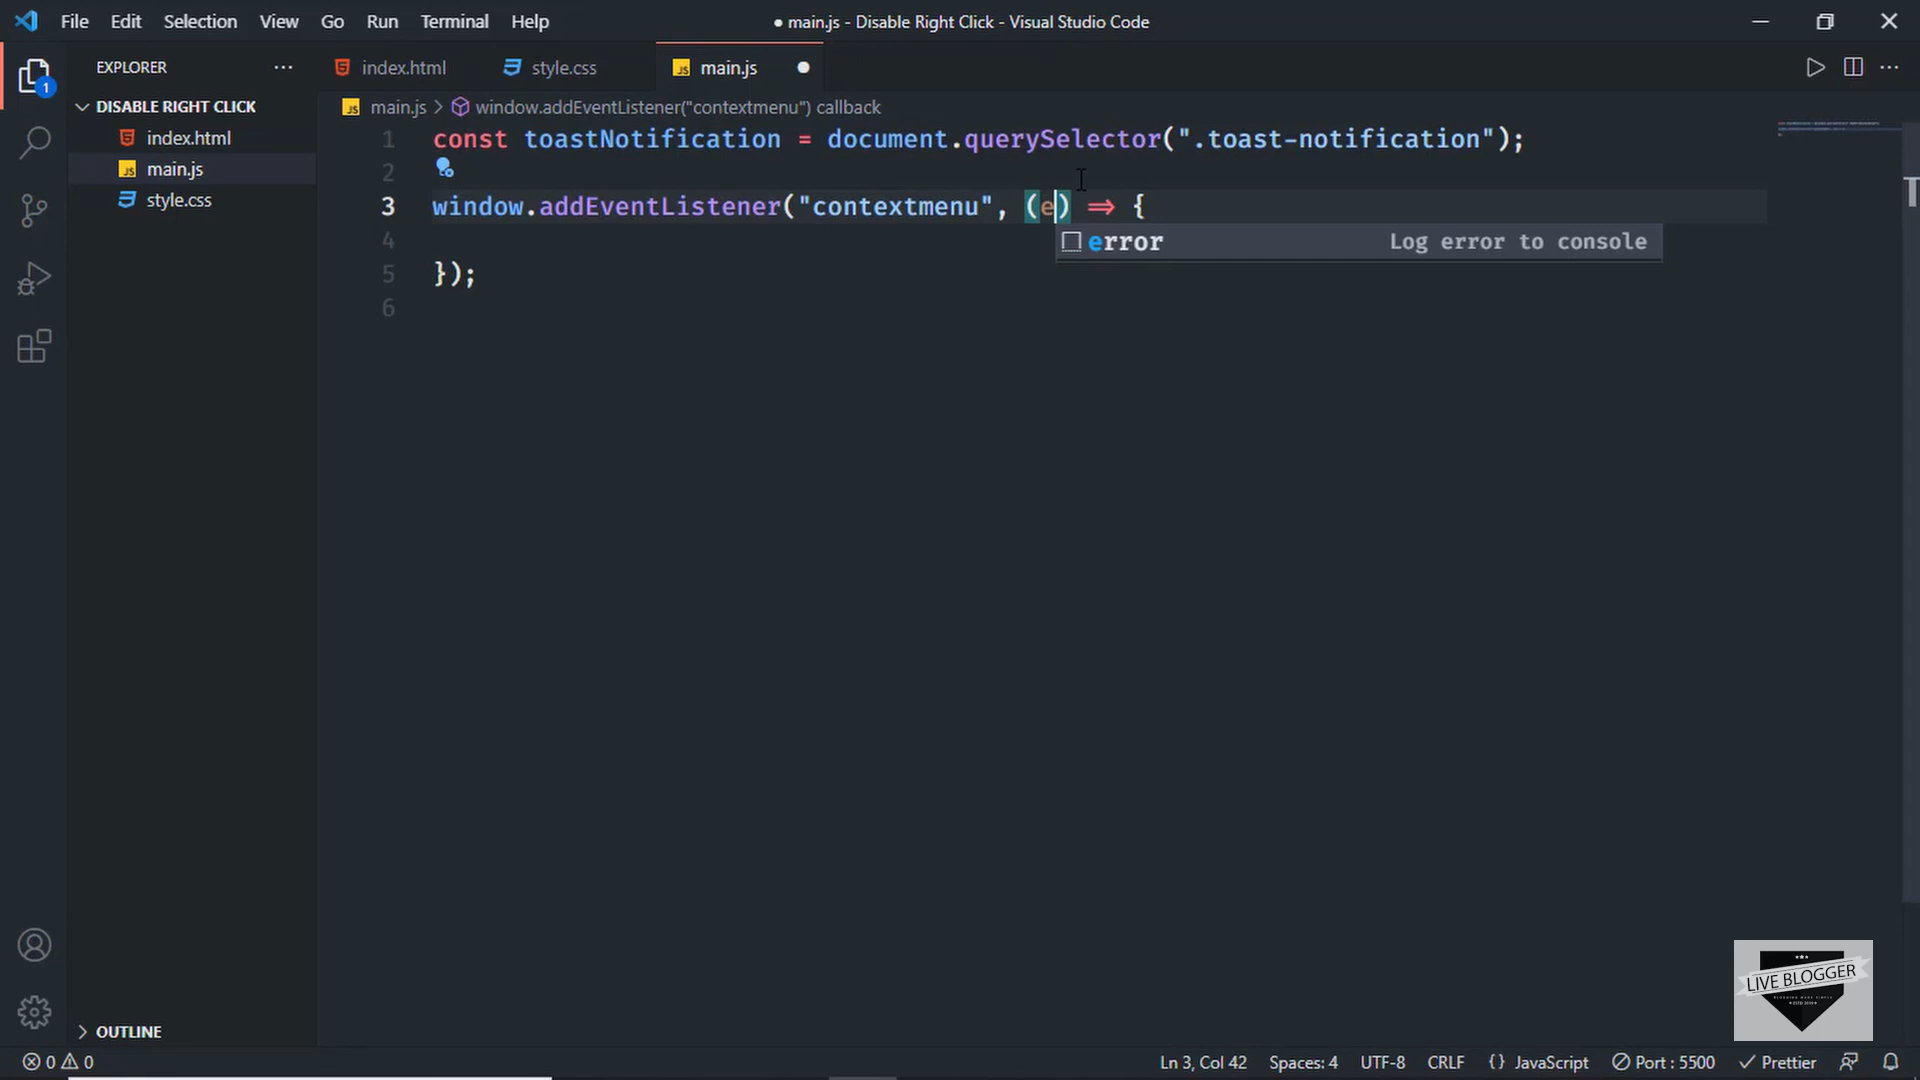 File Edit Selection View Go Run Terminal Help
● main.js - Disable Right Click - Visual Studio Code
EXPLORER
index.html style.css main.js
DISABLE RIGHT CLICK
main.js > window.addEventListener("contextmenu") callback
index.html
main.js
style.css
1
1 const toastNotification = document.querySelector(".toast-notification");
2
3 window.addEventListener("contextmenu", (e) => {
error Log error to console
4
5 });
6
LIVE BLOGGER
OUTLINE
0 0
Ln 3, Col 42 Spaces: 4 UTF-8 CRLF {} JavaScript Port : 5500 Prettier